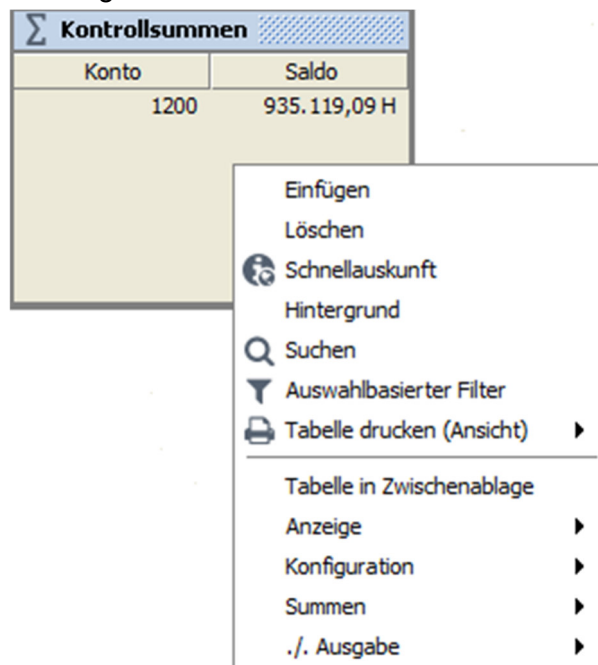 Kontrollsummen
Konto Saldo
1200 935.119,09 H
Einfügen
Löschen
Schnellauskunft
Hintergrund
Suchen
Auswahlbasierter Filter
Tabelle drucken (Ansicht)
Tabelle in Zwischenablage
Anzeige
Konfiguration
Summen
./. Ausgabe